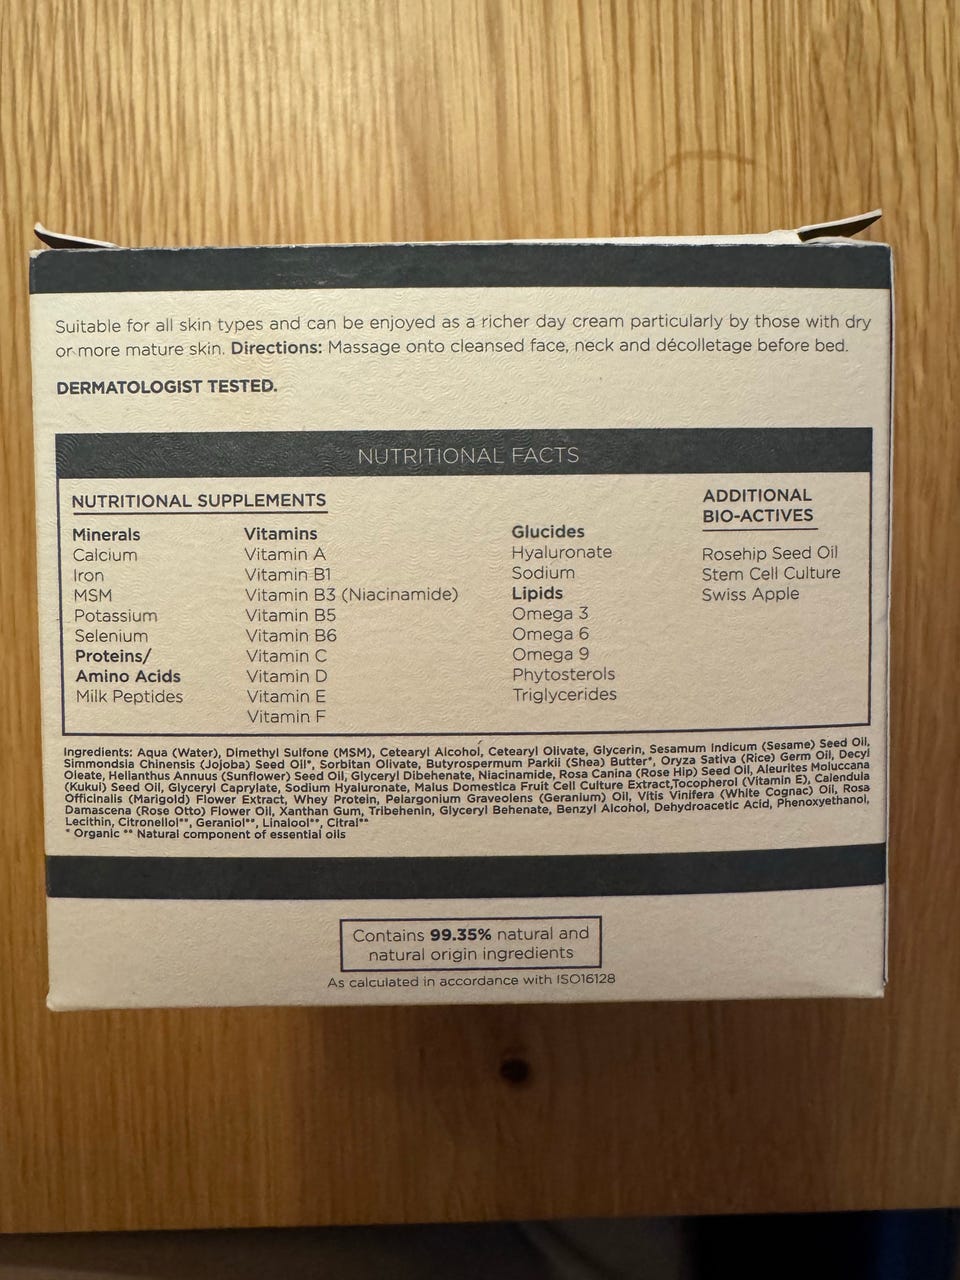 Suitable for all skin types and can be enjoyed as a richer day cream particularly by those with dry
or more mature skin. Directions: Massage onto cleansed face, neck and décolletage before bed.
DERMATOLOGIST TESTED.
NUTRITIONAL FACTS
NUTRITIONAL SUPPLEMENTS
Minerals
Calcium
Iron
MSM
Potassium
Selenium
Proteins/
Amino Acids
Milk Peptides
Vitamins
Vitamin A
Vitamin B1
Vitamin B3 (Niacinamide)
Vitamin B5
Vitamin B6
Vitamin C
Vitamin D
Vitamin E
Vitamin F
Glucides
Hyaluronate
Sodium
Lipids
Omega 3
Omega 6
Omega 9
Phytosterols
Triglycerides
ADDITIONAL
BIO-ACTIVES
Rosehip Seed Oil
Stem Cell Culture
Swiss Apple
Ingredients: Aqua (Water), Dimethyl Sulfone (MSM), Cetearyl Alcohol, Cetearyl Olivate, Glycerin, Sesamum Indicum (Sesame) Seed Oil,
Simmondsia Chinensis (Jojoba) Seed Oil*, Sorbitan Olivate, Butyrospermum Parkii (Shea) Butter*, Oryza Sativa (Rice) Germ Oil, Decyl
Oleate, Helianthus Annuus (Sunflower) Seed Oil, Glyceryl Dibehenate, Niacinamide, Rosa Canina (Rose Hip) Seed Oil, Aleurites Moluccana
(Kukui) Seed Oil, Glyceryl Caprylate, Sodium Hyaluronate, Malus Domestica Fruit Cell Culture Extract,Tocopherol (Vitamin E), Calendula
Officinalis (Marigold) Flower Extract, Whey Protein, Pelargonium Graveolens (Geranium) Oil, Vitis Vinifera (White Cognac) Oil, Rosa
Damascena (Rose Otto) Flower Oil, Xanthan Gum, Tribehenin, Glyceryl Behenate, Benzyl Alcohol, Dehydroacetic Acid, Phenoxyethanol,
Lecithin, Citronellol**, Geraniol**, Linalool**, Citral**
* Organic ** Natural component of essential oils
Contains 99.35% natural and
natural origin ingredients
As calculated in accordance with ISO16128